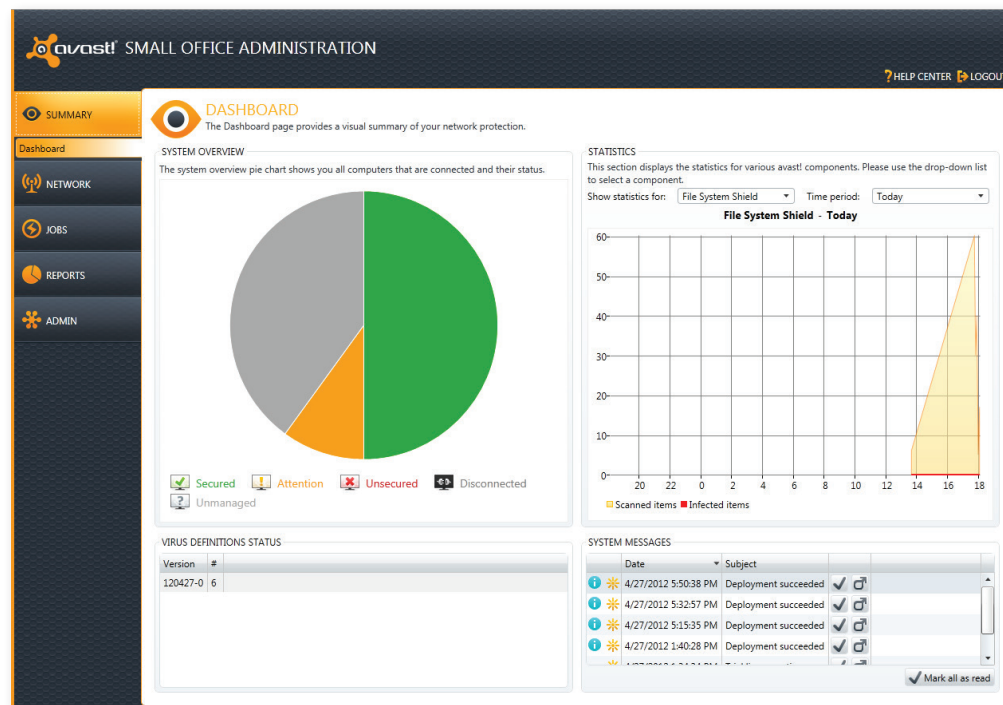 avast! SMALL OFFICE ADMINISTRATION
? HELP CENTER LOGOUT
SUMMARY
Dashboard
NETWORK
JOBS
REPORTS
ADMIN
DASHBOARD
The Dashboard page provides a visual summary of your network protection.
SYSTEM OVERVIEW
The system overview pie chart shows you all computers that are connected and their status.
Secured Attention Unsecured Disconnected
Unmanaged
STATISTICS
This section displays the statistics for various avast! components. Please use the drop-down list
to select a component.
Show statistics for: File System Shield Time period: Today
File System Shield - Today
60
50
40
30
20
10
0
20 22 0 2 4 6 0 8 10 12 14 16 18
Scanned items Infected items
VIRUS DEFINITIONS STATUS
Version #
120427-0 6
SYSTEM MESSAGES
Date Subject
4/27/2012 5:50:38 PM Deployment succeeded
4/27/2012 5:32:57 PM Deployment succeeded
4/27/2012 5:15:35 PM Deployment succeeded
4/27/2012 1:40:28 PM Deployment succeeded
Mark all as read